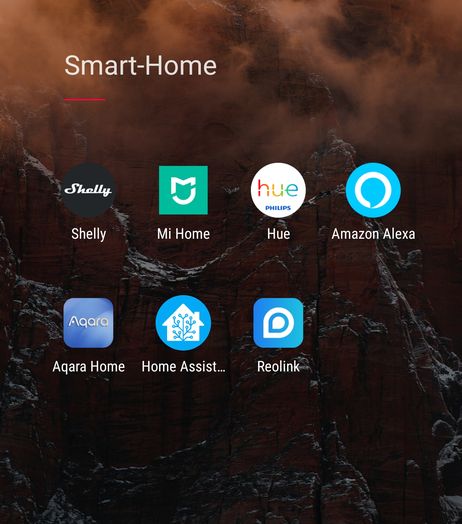 Smart-Home
Shelly
hue
PHILIPS
Shelly
Mi Home
Hue
Amazon Alexa
Aqara
Aqara Home
Home Assist...
Reolink